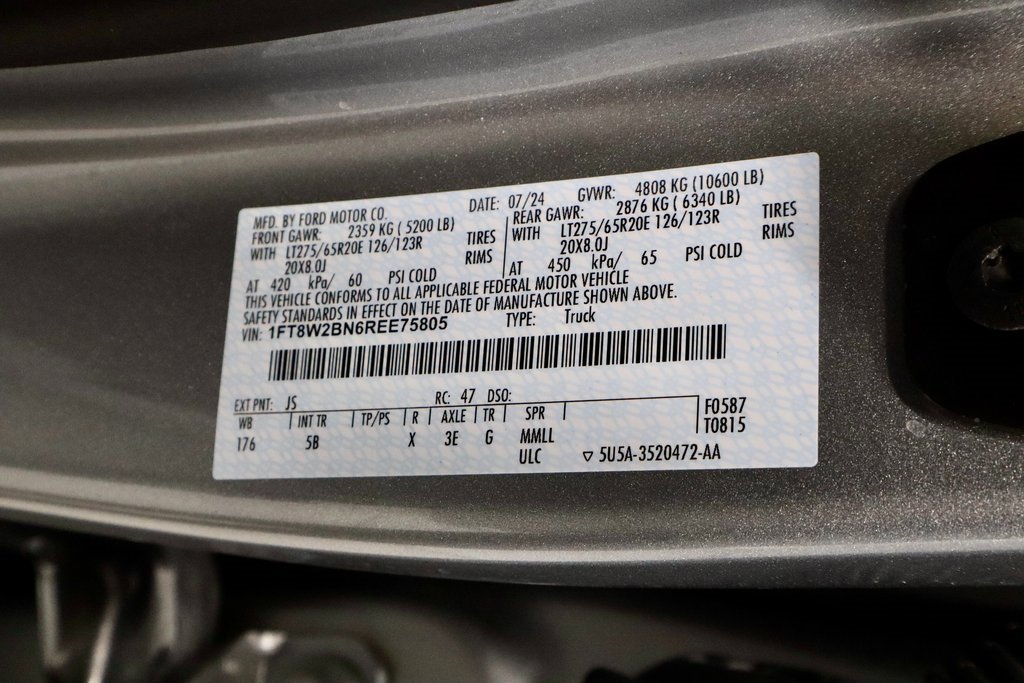 MFD. BY FORD MOTOR CO. DATE: 07/24 GVWR: 4808 KG (10600 LB)
FRONT GAWR: 2359 KG ( 5200 LB) REAR GAWR: 2876 KG ( 6340 LB)
WITH LT275/65R20E 126/123R TIRES WITH LT275/65R20E 126/123R TIRES
20X8.0J RIMS 20X8.0J RIMS
AT 420 kPa/ 60 PSI COLD AT 450 kPa/ 65 PSI COLD
THIS VEHICLE CONFORMS TO ALL APPLICABLE FEDERAL MOTOR VEHICLE
SAFETY STANDARDS IN EFFECT ON THE DATE OF MANUFACTURE SHOWN ABOVE.
VIN: 1FT8W2BN6REE75805 TYPE: Truck
EXT PNT: JS RC: 47 DSO:
WB INT TR TP/PS R AXLE TR SPR F0587
176 5B X 3E G MMLL T0815
ULC ▽ 5U5A-3520472-AA